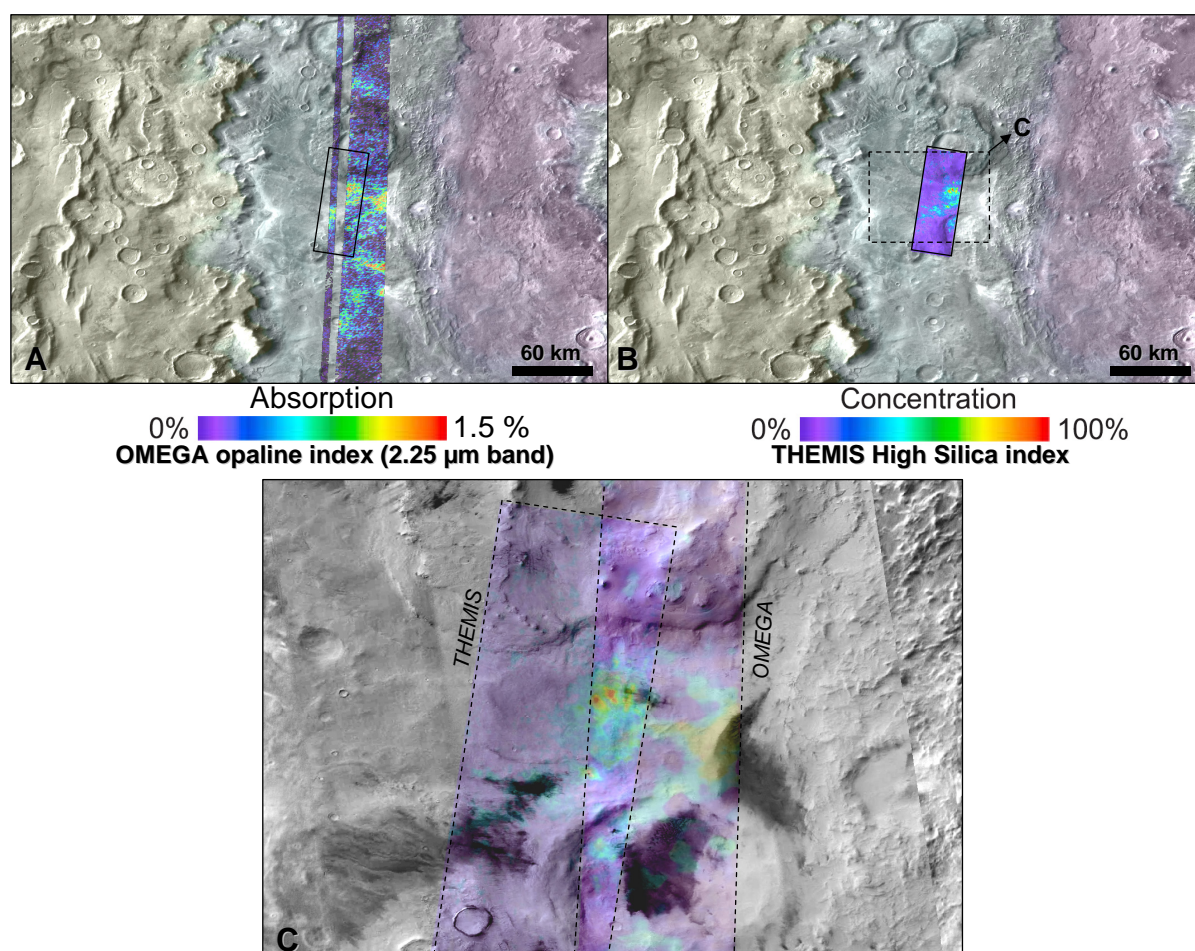 C
A
60 km
B
60 km
Absorption
0%
1.5 %
OMEGA opaline index (2.25 µm band)
Concentration
0%
100%
THEMIS High Silica index
THEMIS
OMEGA
C